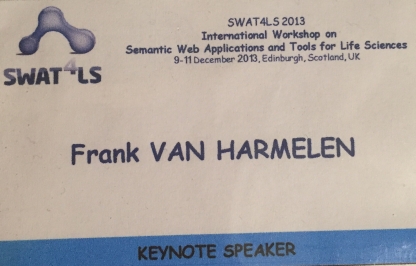 SWAT4LS 2013
International Workshop on
Semantic Web Applications and Tools for Life Sciences
9-11 December 2013, Edinburgh, Scotland, UK
SWAT4LS
Frank VAN HARMELEN
KEYNOTE SPEAKER